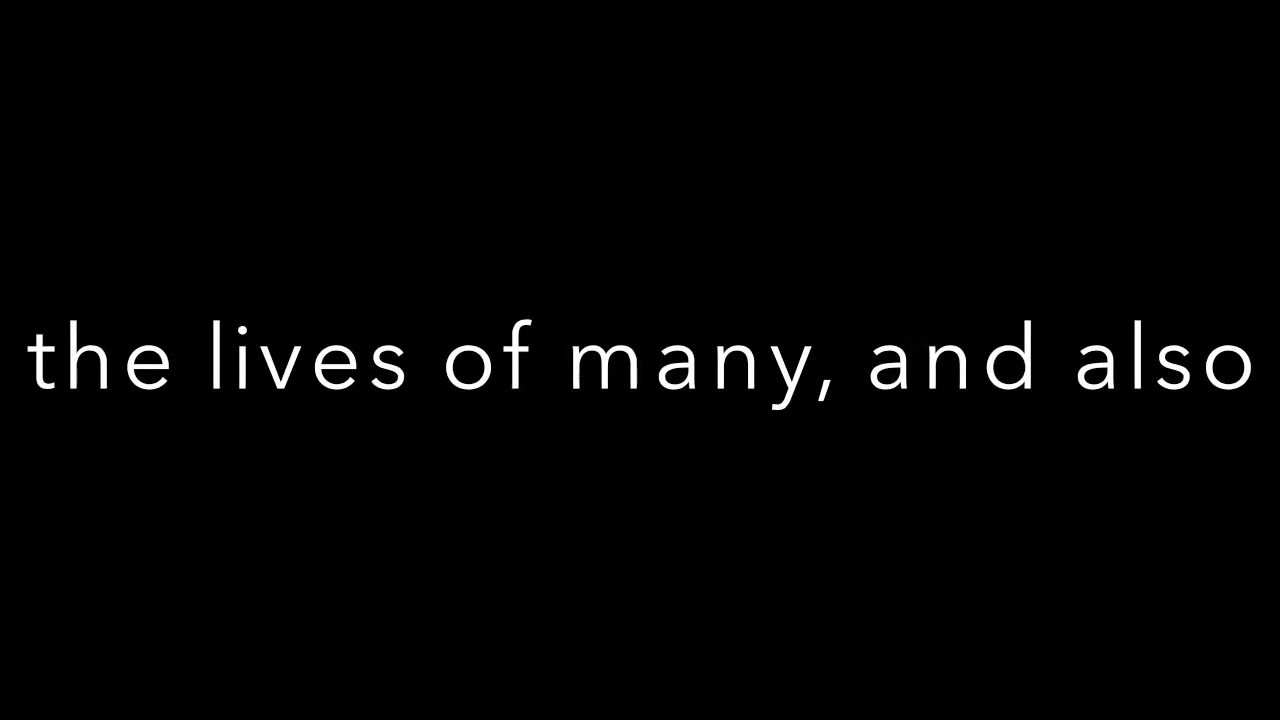 the lives of many, and also